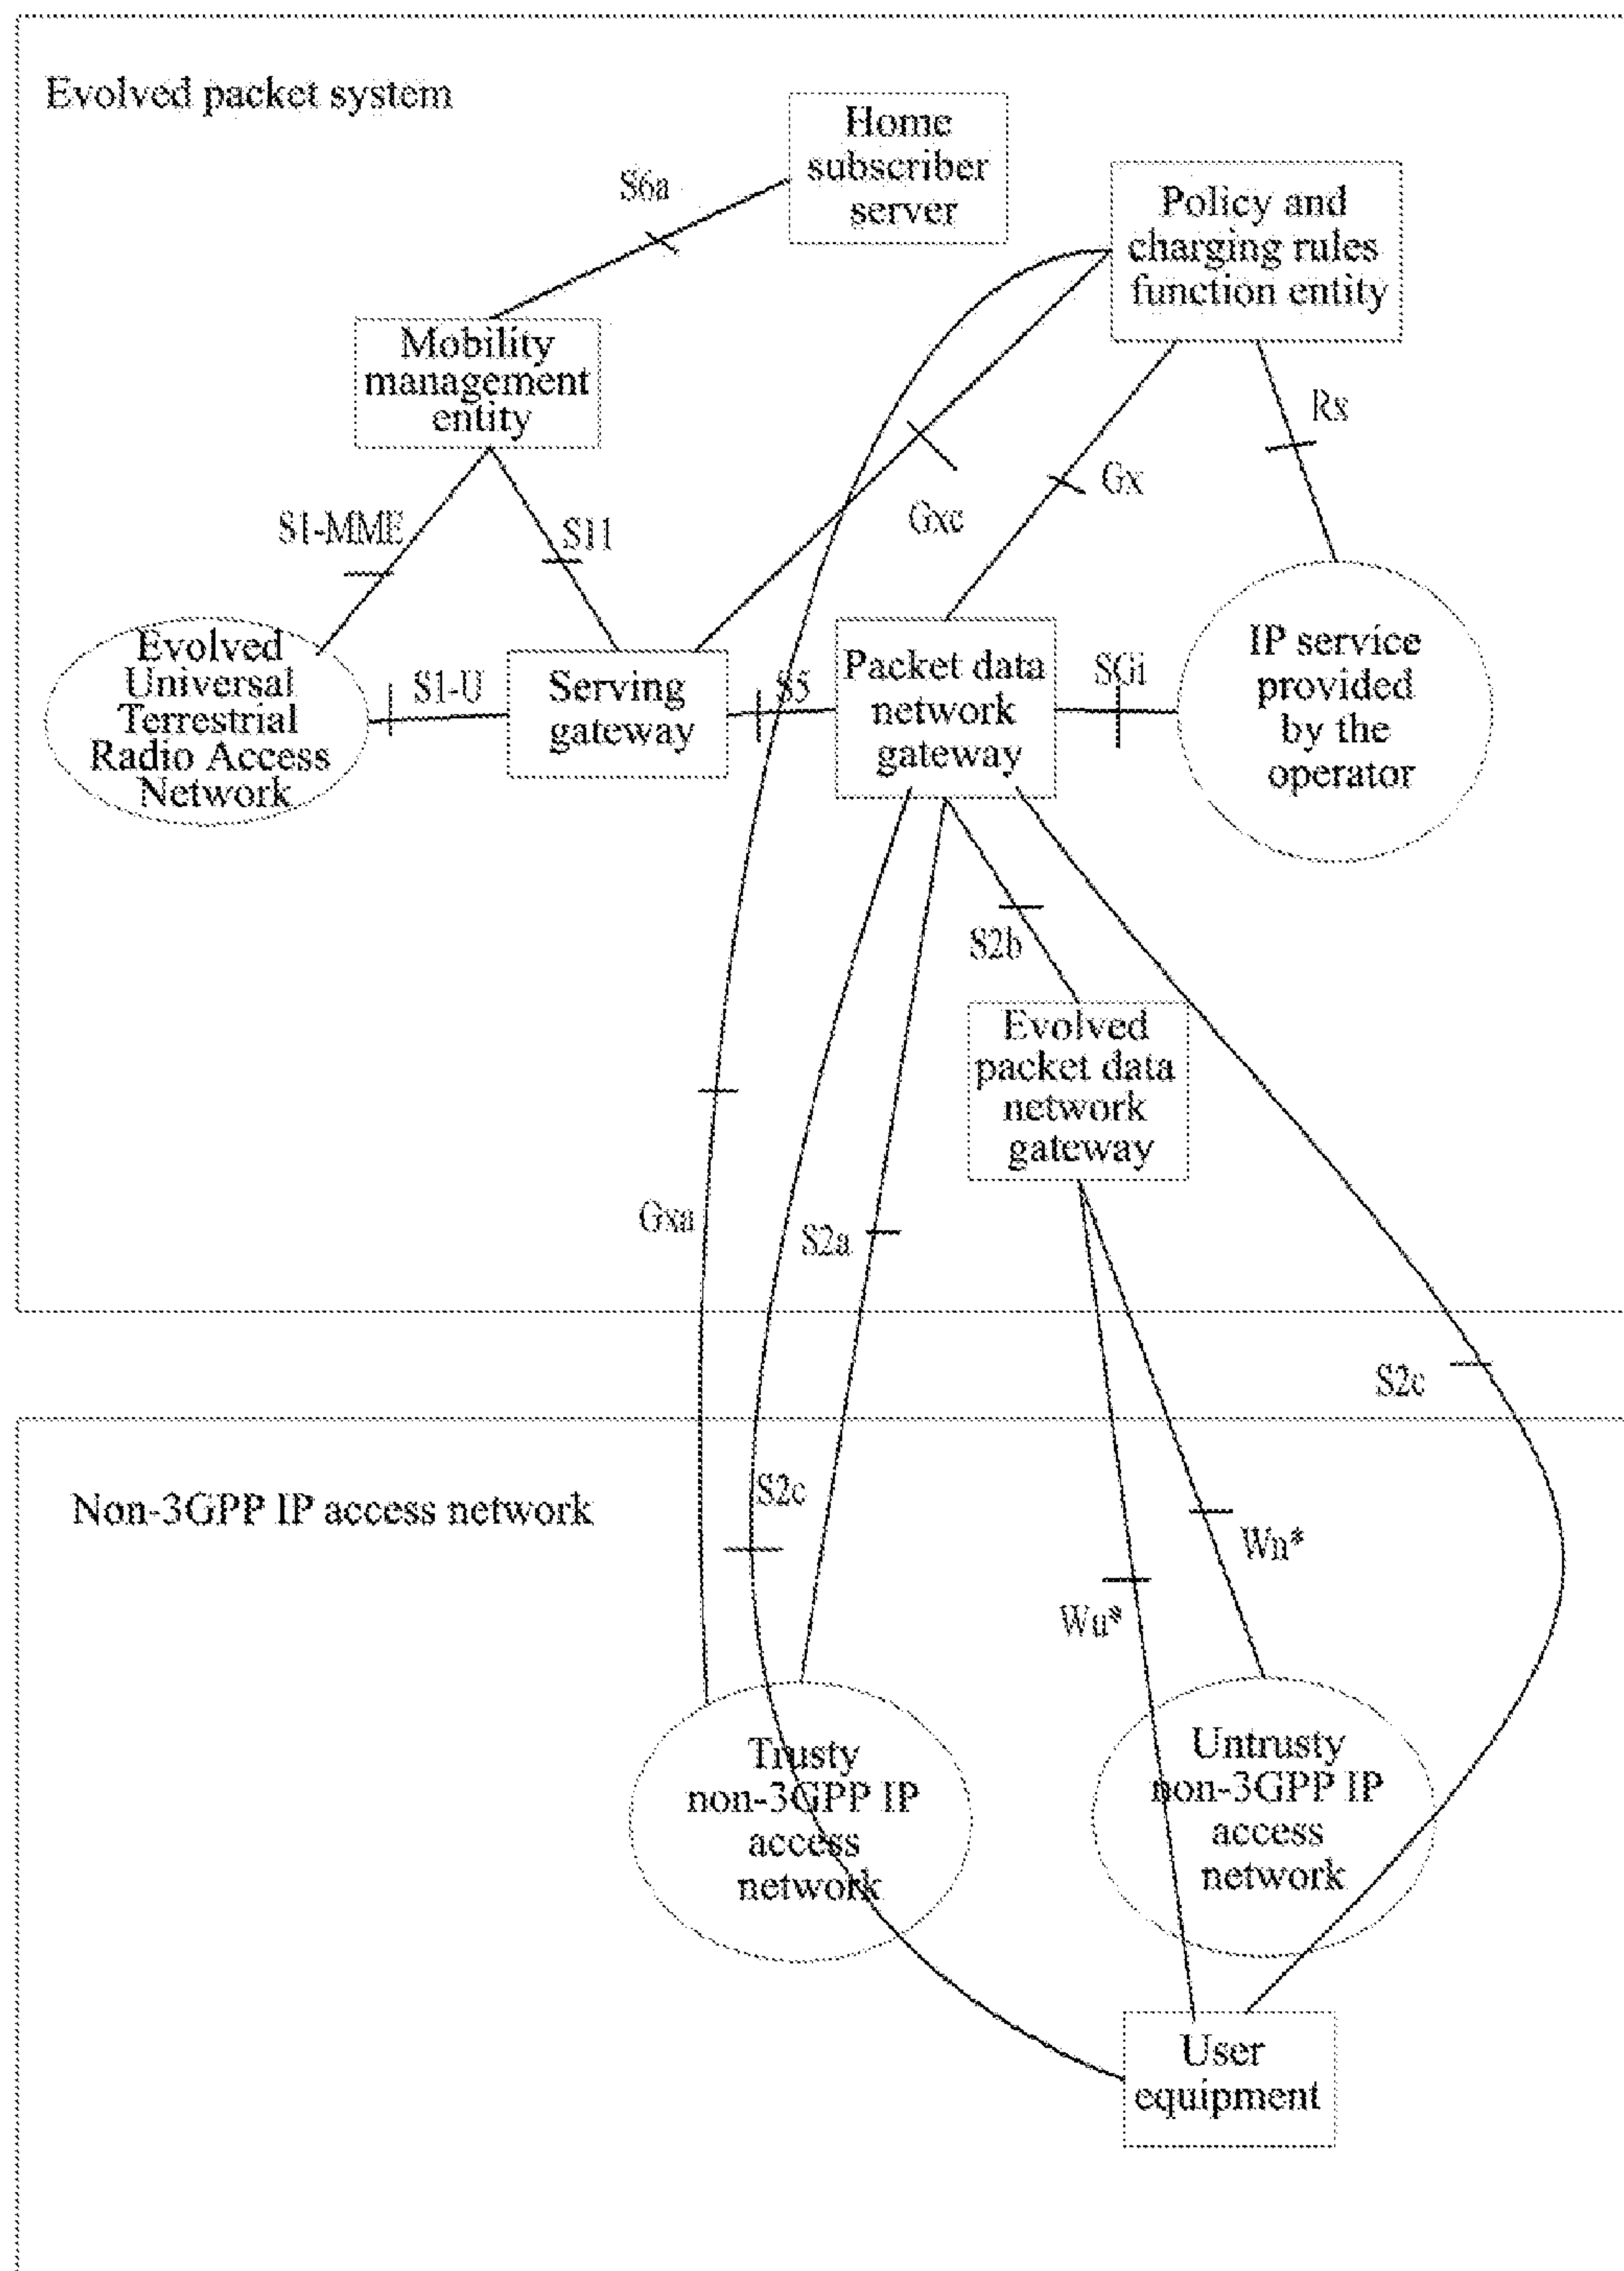 Evolved packet system
Home
subscriber
server
S6a
Policy and
charging rules
function entity
Mobility
management
entity
Rs
Gx
Gxc
S1-MME
S11
Evolved
Universal
Terrestrial
Radio Access
Network
S1-U
Serving
gateway
S5
Packet data
network
gateway
SGi
IP service
provided
by the
operator
S2b
Evolved
packet data
network
gateway
Gxa
S2a
S2c
Non-3GPP IP access network
S2c
Wn*
Wu*
Trusty
non-3GPP IP
access
network
Untrusty
non-3GPP IP
access
network
User
equipment